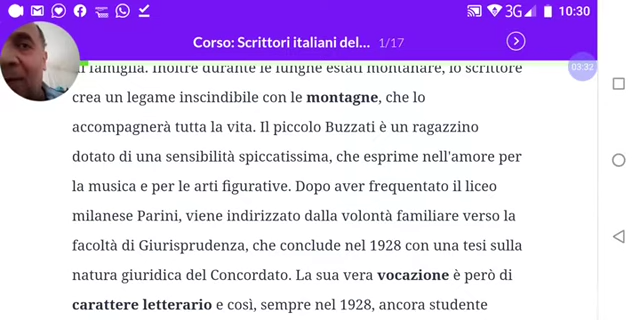 3G 10:30
Corso: Scrittori italiani del... 1/17
di famiglia. Inoltre durante le lunghe estati montanare, lo scrittore
03:32
crea un legame inscindibile con le montagne, che lo
accompagnerà tutta la vita. Il piccolo Buzzati è un ragazzino
dotato di una sensibilità spiccatissima, che esprime nell'amore per
la musica e per le arti figurative. Dopo aver frequentato il liceo
milanese Parini, viene indirizzato dalla volontà familiare verso la
facoltà di Giurisprudenza, che conclude nel 1928 con una tesi sulla
natura giuridica del Concordato. La sua vera vocazione è però di
carattere letterario e così, sempre nel 1928, ancora studente